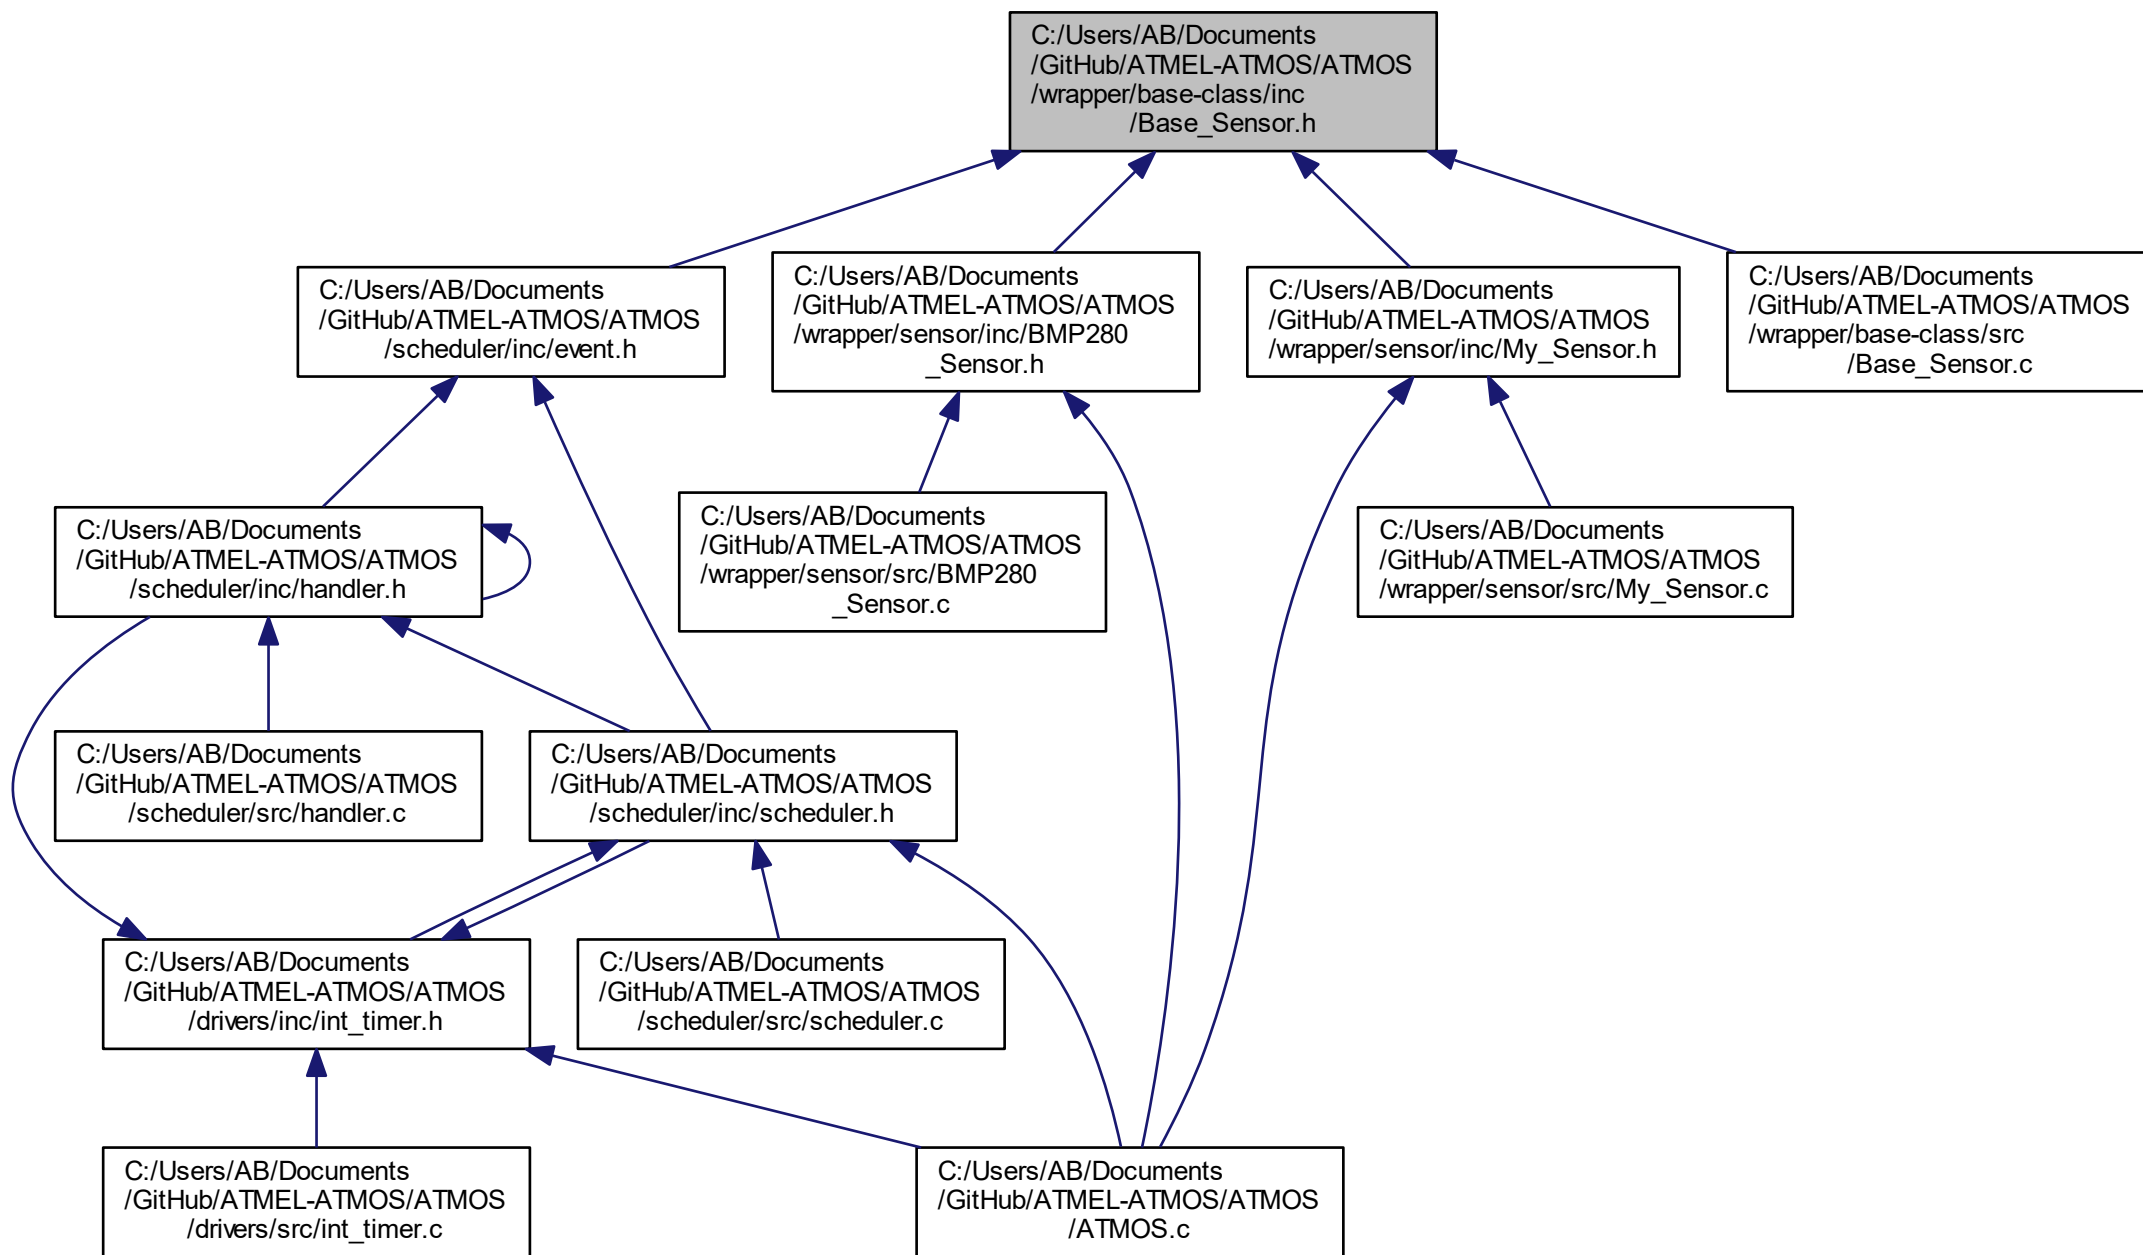 C:/Users/AB/Documents
/GitHub/ATMEL-ATMOS/ATMOS
/wrapper/base-class/inc
/Base_Sensor.h
C:/Users/AB/Documents
/GitHub/ATMEL-ATMOS/ATMOS
/scheduler/inc/event.h
C:/Users/AB/Documents
/GitHub/ATMEL-ATMOS/ATMOS
/wrapper/sensor/inc/BMP280
_Sensor.h
C:/Users/AB/Documents
/GitHub/ATMEL-ATMOS/ATMOS
/wrapper/sensor/inc/My_Sensor.h
C:/Users/AB/Documents
/GitHub/ATMEL-ATMOS/ATMOS
/wrapper/base-class/src
/Base_Sensor.c
C:/Users/AB/Documents
/GitHub/ATMEL-ATMOS/ATMOS
/scheduler/inc/handler.h
C:/Users/AB/Documents
/GitHub/ATMEL-ATMOS/ATMOS
/wrapper/sensor/src/BMP280
_Sensor.c
C:/Users/AB/Documents
/GitHub/ATMEL-ATMOS/ATMOS
/wrapper/sensor/src/My_Sensor.c
C:/Users/AB/Documents
/GitHub/ATMEL-ATMOS/ATMOS
/scheduler/src/handler.c
C:/Users/AB/Documents
/GitHub/ATMEL-ATMOS/ATMOS
/scheduler/inc/scheduler.h
C:/Users/AB/Documents
/GitHub/ATMEL-ATMOS/ATMOS
/drivers/inc/int_timer.h
C:/Users/AB/Documents
/GitHub/ATMEL-ATMOS/ATMOS
/scheduler/src/scheduler.c
C:/Users/AB/Documents
/GitHub/ATMEL-ATMOS/ATMOS
/drivers/src/int_timer.c
C:/Users/AB/Documents
/GitHub/ATMEL-ATMOS/ATMOS
/ATMOS.c